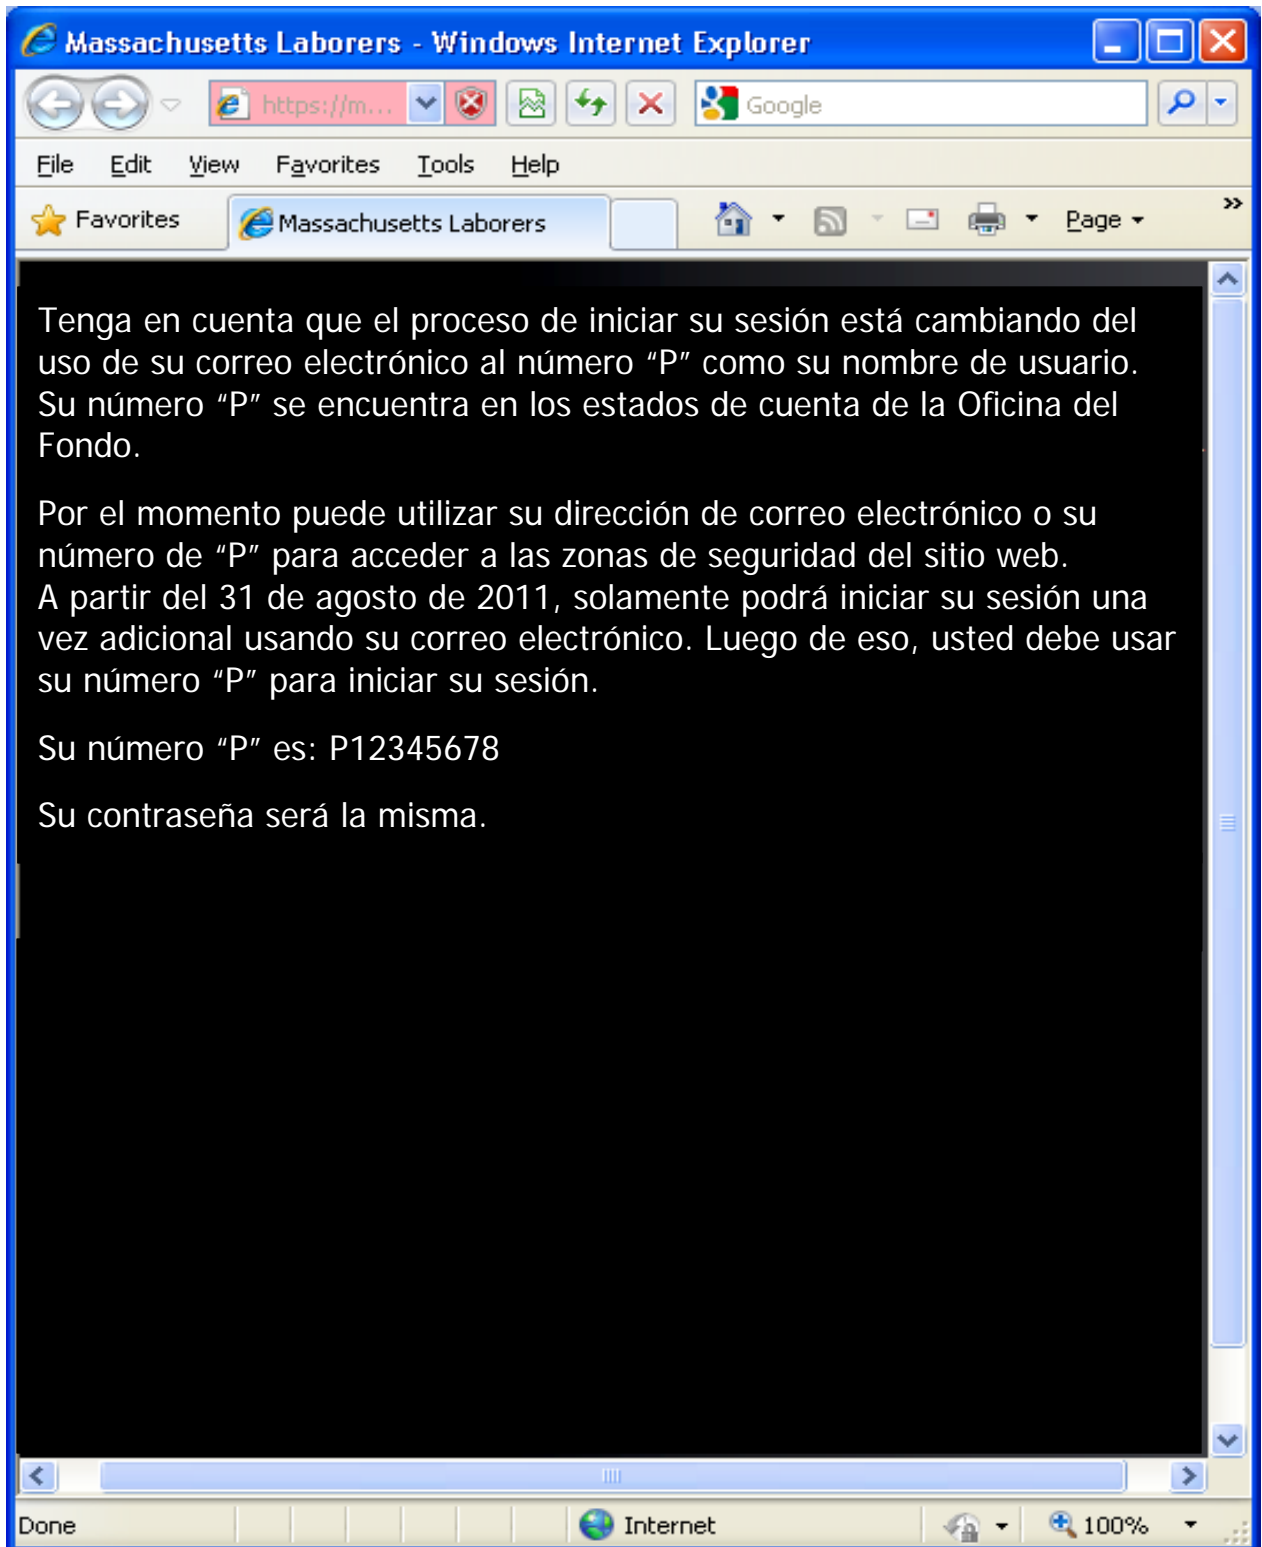 Massachusetts Laborers - Windows Internet Explorer
https://m...
Google
File Edit View Favorites Tools Help
Favorites
Massachusetts Laborers
Page
»
Tenga en cuenta que el proceso de iniciar su sesión está cambiando del
uso de su correo electrónico al número “P” como su nombre de usuario.
Su número “P” se encuentra en los estados de cuenta de la Oficina del
Fondo.
Por el momento puede utilizar su dirección de correo electrónico o su
número de “P” para acceder a las zonas de seguridad del sitio web.
A partir del 31 de agosto de 2011, solamente podrá iniciar su sesión una
vez adicional usando su correo electrónico. Luego de eso, usted debe usar
su número “P” para iniciar su sesión.
Su número “P” es: P12345678
Su contraseña será la misma.
Done
Internet
100%